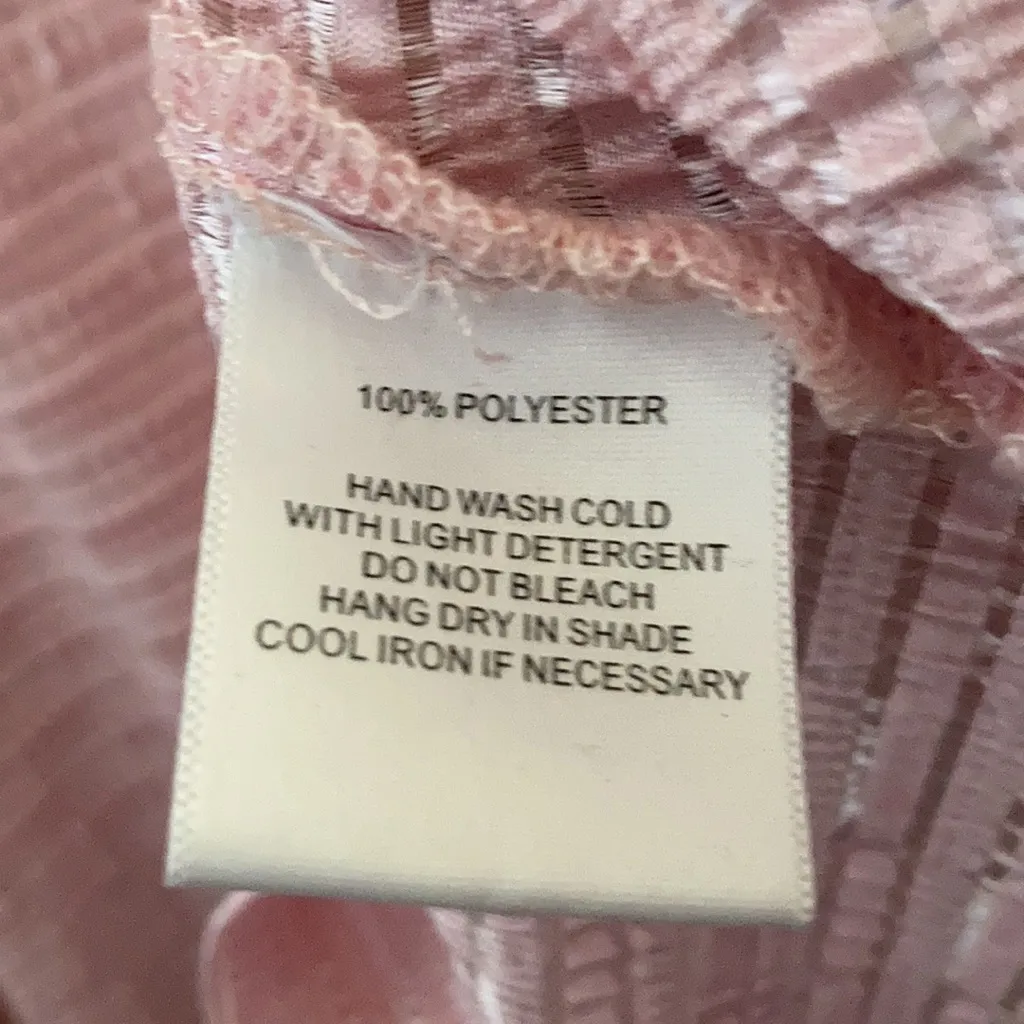 100% POLYESTER
HAND WASH COLD
WITH LIGHT DETERGENT
DO NOT BLEACH
HANG DRY IN SHADE
COOL IRON IF NECESSARY